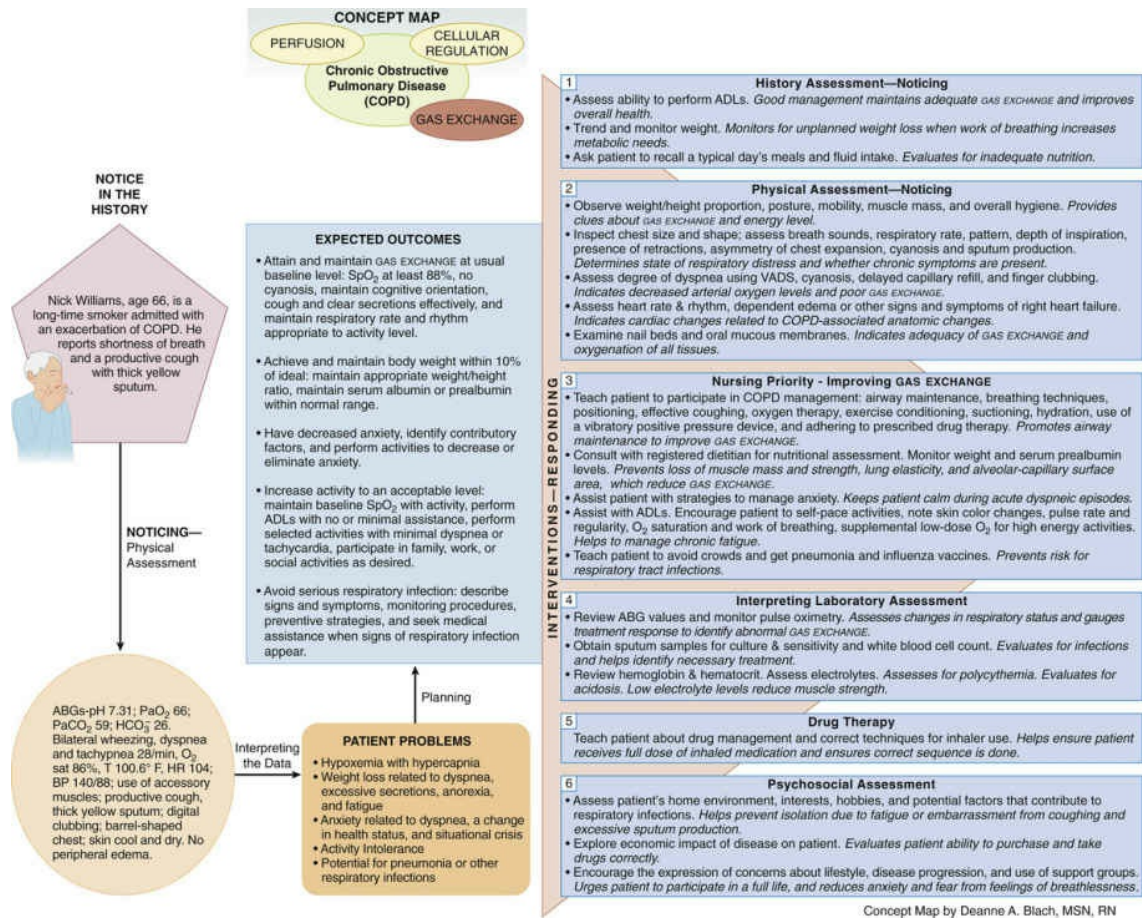 CONCEPT MAP
PERFUSION
CELLULAR
REGULATION
Chronic Obstructive
Pulmonary Disease
(COPD)
GAS EXCHANGE
NOTICE
IN THE
HISTORY
Nick Williams, age 66, is a
long-time smoker admitted with
an exacerbation of COPD. He
reports shortness of breath
and a productive cough
with thick yellow
sputum.
NOTICING—
Physical
Assessment
ABGs-pH 7.31; PaO₂ 66;
PaCO₂ 59; HCO₃⁻ 26.
Bilateral wheezing, dyspnea
and tachypnea 28/min, O₂
sat 86%, T 100.6° F, HR 104;
BP 140/88; use of accessory
muscles; productive cough,
thick yellow sputum; digital
clubbing; barrel-shaped
chest; skin cool and dry. No
peripheral edema.
Interpreting
the Data
PATIENT PROBLEMS
• Hypoxemia with hypercapnia
• Weight loss related to dyspnea,
excessive secretions, anorexia,
and fatigue
• Anxiety related to dyspnea, a change
in health status, and situational crisis
• Activity Intolerance
• Potential for pneumonia or other
respiratory infections
Planning
EXPECTED OUTCOMES
• Attain and maintain GAS EXCHANGE at usual
baseline level: SpO₂ at least 88%, no
cyanosis, maintain cognitive orientation,
cough and clear secretions effectively, and
maintain respiratory rate and rhythm
appropriate to activity level.
• Achieve and maintain body weight within 10%
of ideal: maintain appropriate weight/height
ratio, maintain serum albumin or prealbumin
within normal range.
• Have decreased anxiety, identify contributory
factors, and perform activities to decrease or
eliminate anxiety.
• Increase activity to an acceptable level:
maintain baseline SpO₂ with activity, perform
ADLs with no or minimal assistance, perform
selected activities with minimal dyspnea or
tachycardia, participate in family, work, or
social activities as desired.
• Avoid serious respiratory infection: describe
signs and symptoms, monitoring procedures,
preventive strategies, and seek medical
assistance when signs of respiratory infection
appear.
INTERVENTIONS—RESPONDING
1 History Assessment—Noticing
• Assess ability to perform ADLs. Good management maintains adequate GAS EXCHANGE and improves
overall health.
• Trend and monitor weight. Monitors for unplanned weight loss when work of breathing increases
metabolic needs.
• Ask patient to recall a typical day's meals and fluid intake. Evaluates for inadequate nutrition.
2 Physical Assessment—Noticing
• Observe weight/height proportion, posture, mobility, muscle mass, and overall hygiene. Provides
clues about GAS EXCHANGE and energy level.
• Inspect chest size and shape; assess breath sounds, respiratory rate, pattern, depth of inspiration,
presence of retractions, asymmetry of chest expansion, cyanosis and sputum production.
Determines state of respiratory distress and whether chronic symptoms are present.
• Assess degree of dyspnea using VADS, cyanosis, delayed capillary refill, and finger clubbing.
Indicates decreased arterial oxygen levels and poor GAS EXCHANGE.
• Assess heart rate & rhythm, dependent edema or other signs and symptoms of right heart failure.
Indicates cardiac changes related to COPD-associated anatomic changes.
• Examine nail beds and oral mucous membranes. Indicates adequacy of GAS EXCHANGE and
oxygenation of all tissues.
3 Nursing Priority - Improving GAS EXCHANGE
• Teach patient to participate in COPD management: airway maintenance, breathing techniques,
positioning, effective coughing, oxygen therapy, exercise conditioning, suctioning, hydration, use of
a vibratory positive pressure device, and adhering to prescribed drug therapy. Promotes airway
maintenance to improve GAS EXCHANGE.
• Consult with registered dietitian for nutritional assessment. Monitor weight and serum prealbumin
levels. Prevents loss of muscle mass and strength, lung elasticity, and alveolar-capillary surface
area, which reduce GAS EXCHANGE.
• Assist patient with strategies to manage anxiety. Keeps patient calm during acute dyspneic episodes.
• Assist with ADLs. Encourage patient to self-pace activities, note skin color changes, pulse rate and
regularity, O₂ saturation and work of breathing, supplemental low-dose O₂ for high energy activities.
Helps to manage chronic fatigue.
• Teach patient to avoid crowds and get pneumonia and influenza vaccines. Prevents risk for
respiratory tract infections.
4 Interpreting Laboratory Assessment
• Review ABG values and monitor pulse oximetry. Assesses changes in respiratory status and gauges
treatment response to identify abnormal GAS EXCHANGE.
• Obtain sputum samples for culture & sensitivity and white blood cell count. Evaluates for infections
and helps identify necessary treatment.
• Review hemoglobin & hematocrit. Assess electrolytes. Assesses for polycythemia. Evaluates for
acidosis. Low electrolyte levels reduce muscle strength.
5 Drug Therapy
Teach patient about drug management and correct techniques for inhaler use. Helps ensure patient
receives full dose of inhaled medication and ensures correct sequence is done.
6 Psychosocial Assessment
• Assess patient's home environment, interests, hobbies, and potential factors that contribute to
respiratory infections. Helps prevent isolation due to fatigue or embarrassment from coughing and
excessive sputum production.
• Explore economic impact of disease on patient. Evaluates patient ability to purchase and take
drugs correctly.
• Encourage the expression of concerns about lifestyle, disease progression, and use of support groups.
Urges patient to participate in a full life, and reduces anxiety and fear from feelings of breathlessness.
Concept Map by Deanne A. Blach, MSN, RN